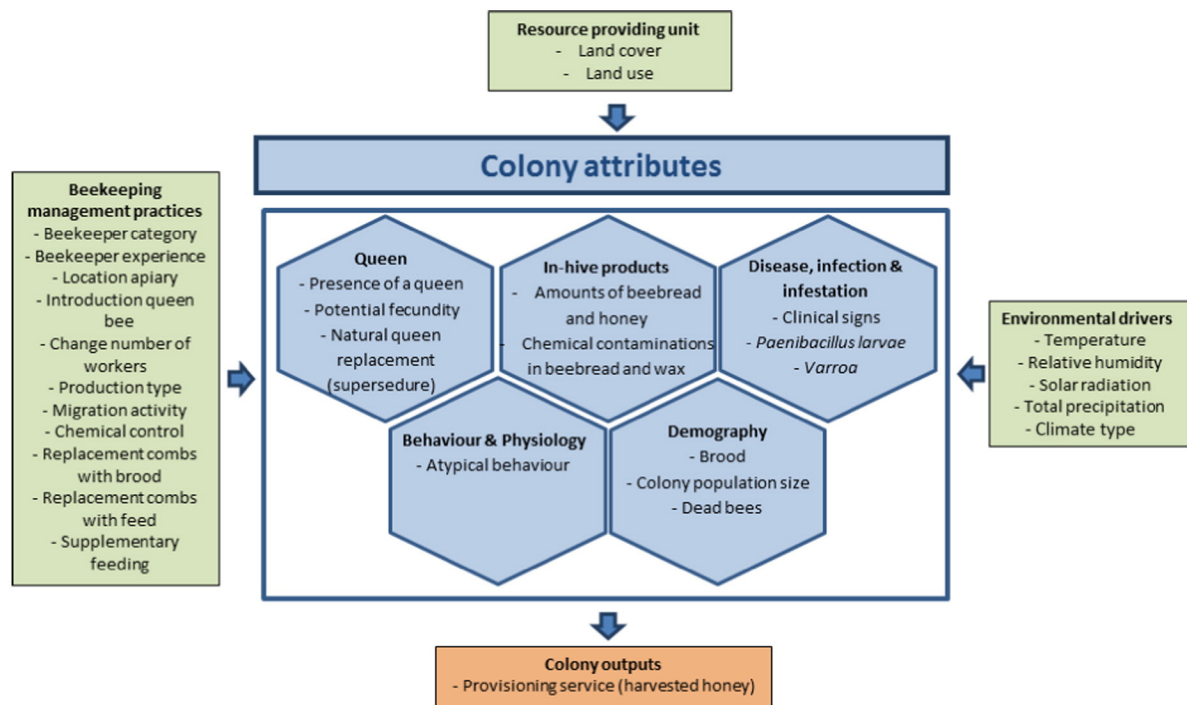 Resource providing unit
- Land cover
- Land use
Colony attributes
Beekeeping
management practices
- Beekeeper category
- Beekeeper experience
- Location apiary
- Introduction queen
bee
- Change number of
workers
- Production type
- Migration activity
- Chemical control
- Replacement combs
with brood
- Replacement combs
with feed
- Supplementary
feeding
Queen
- Presence of a queen
- Potential fecundity
- Natural queen
replacement
(supersedure)
In-hive products
- Amounts of beebread
and honey
- Chemical contaminations
in beebread and wax
Disease, infection &
infestation
- Clinical signs
- Paenibacillus larvae
- Varroa
Behaviour & Physiology
- Atypical behaviour
Demography
- Brood
- Colony population size
- Dead bees
Environmental drivers
- Temperature
- Relative humidity
- Solar radiation
- Total precipitation
- Climate type
Colony outputs
- Provisioning service (harvested honey)